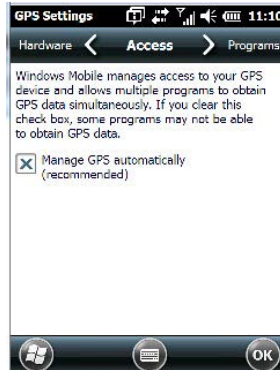 GPS Settings 11:10
Hardware Access Programs
Windows Mobile manages access to your GPS
device and allows multiple programs to obtain
GPS data simultaneously. If you clear this
check box, some programs may not be able
to obtain GPS data.
Manage GPS automatically
(recommended)
OK